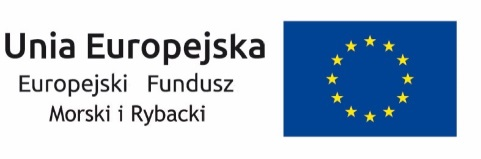 Unia Europejska
Europejski Fundusz
Morski i Rybacki